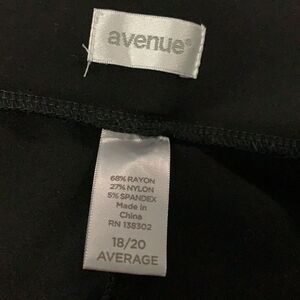 avenue®
68% RAYON
27% NYLON
5% SPANDEX
Made in
China
RN 138302
18/20
AVERAGE